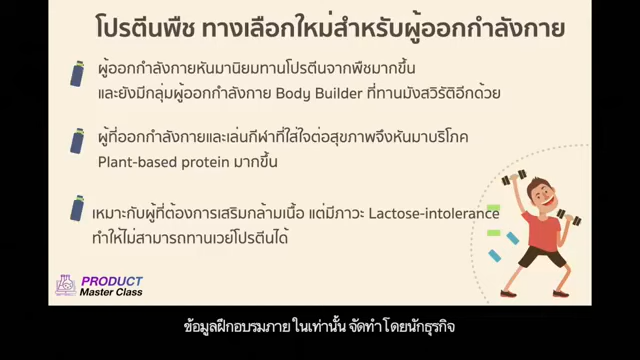 โปรตีนพืช ทางเลือกใหม่สำหรับผู้ออกกำลังกาย
ผู้ออกกำลังกายหันมานิยมทานโปรตีนจากพืชมากขึ้น
และยังมีกลุ่มผู้ออกกำลังกาย Body Builder ที่ทานมังสวิรัติอีกด้วย
ผู้ที่ออกกำลังกายและเล่นกีฬาที่ใส่ใจต่อสุขภาพจึงหันมาบริโภค
Plant-based protein มากขึ้น
เหมาะกับผู้ที่ต้องการเสริมกล้ามเนื้อ แต่มีภาวะ Lactose-intolerance
ทำให้ไม่สามารถทานเวย์โปรตีนได้
PRODUCT
Master Class
ข้อมูลฝึกอบรมภาย ในเท่านั้น จัดทำโดยนักธุรกิจ